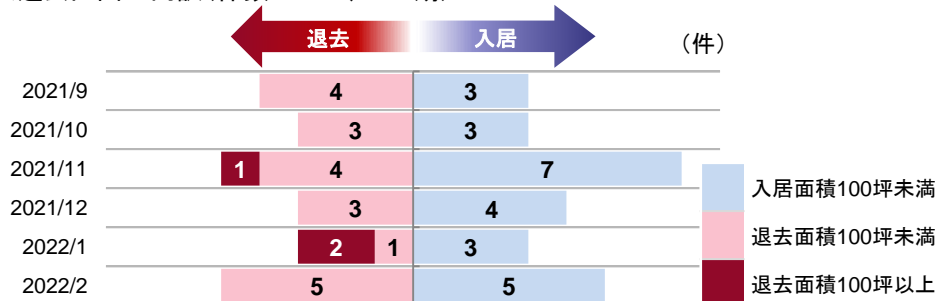 退去 入居 （件）
2021/9 4 3
2021/10 3 3
2021/11 1 4 7
2021/12 3 4
2022/1 2 1 3
2022/2 5 5
入居面積100坪未満
退去面積100坪未満
退去面積100坪以上